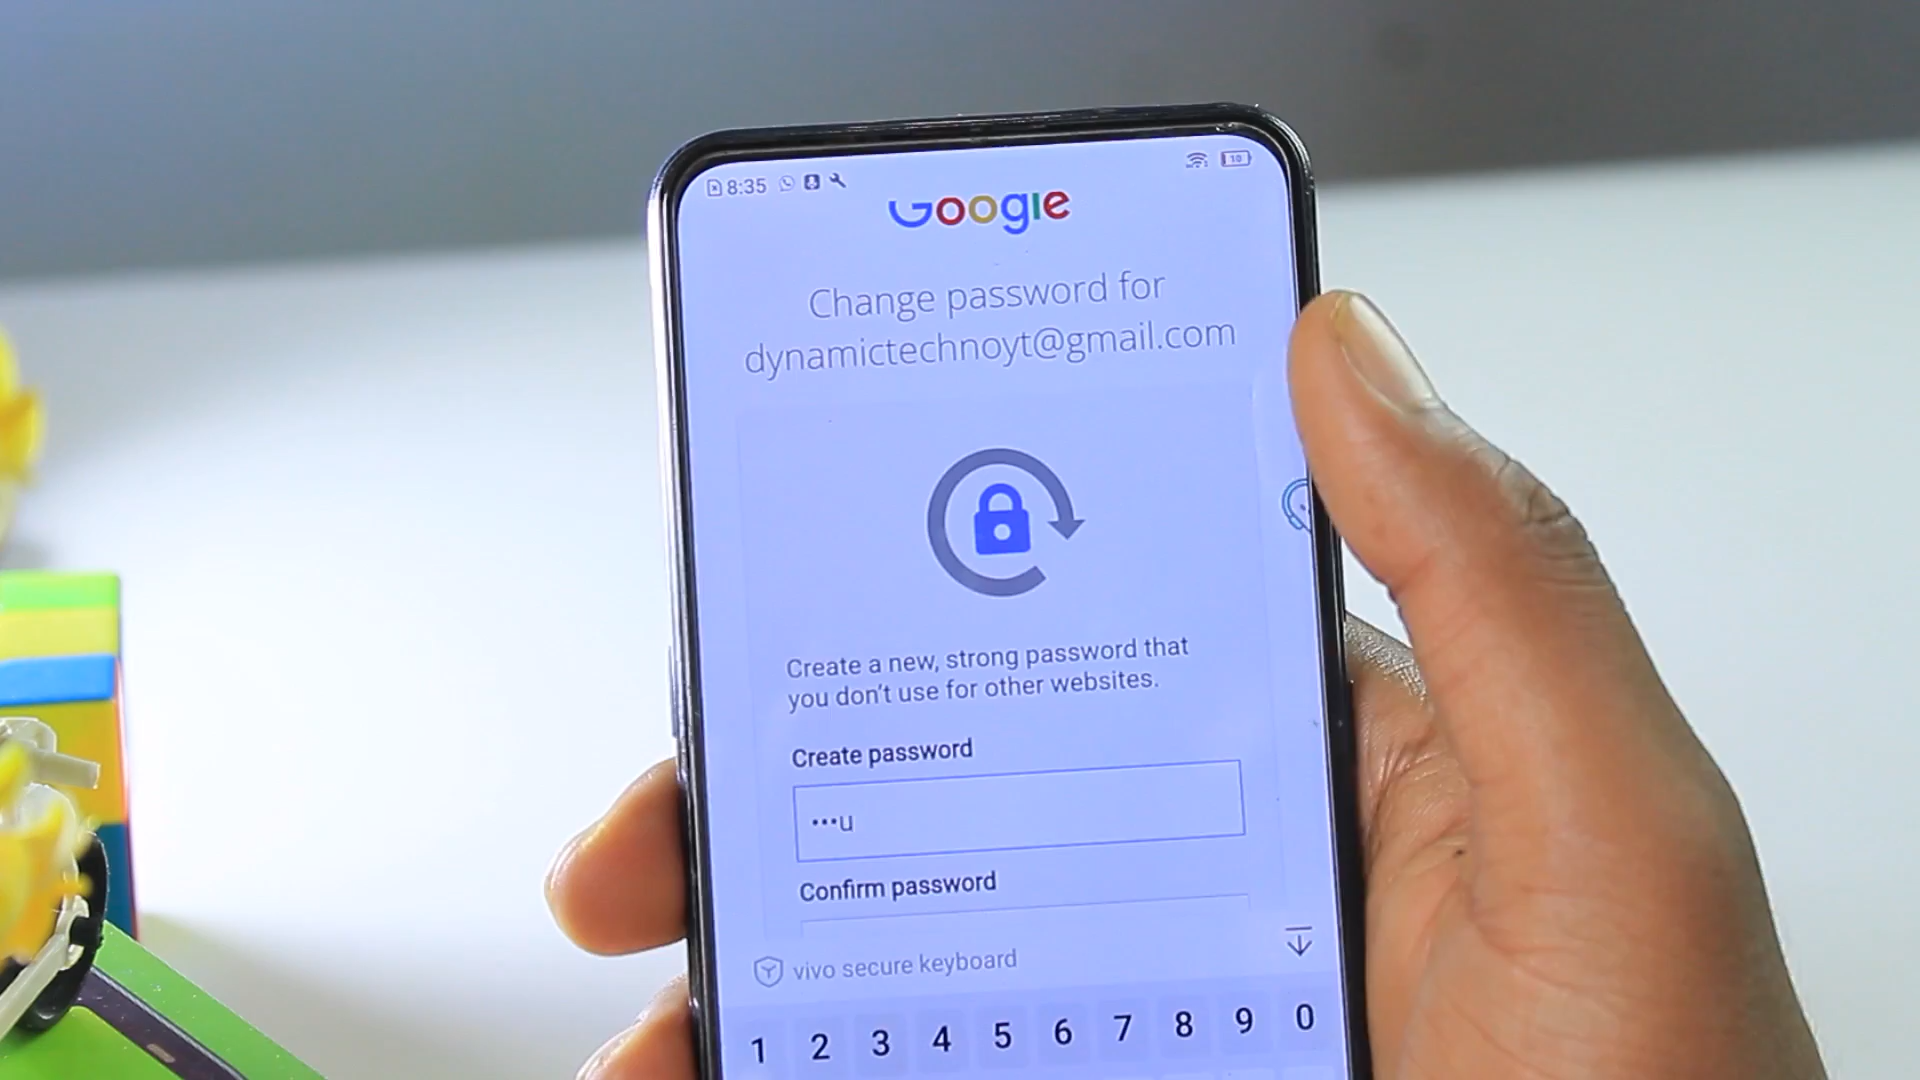 8:35
10
Google
Change password for
dynamictechnoyt@gmail.com
Create a new, strong password that
you don't use for other websites.
Create password
•••u
Confirm password
vivo secure keyboard
1 2 3 4 5 6 7 8 9 0